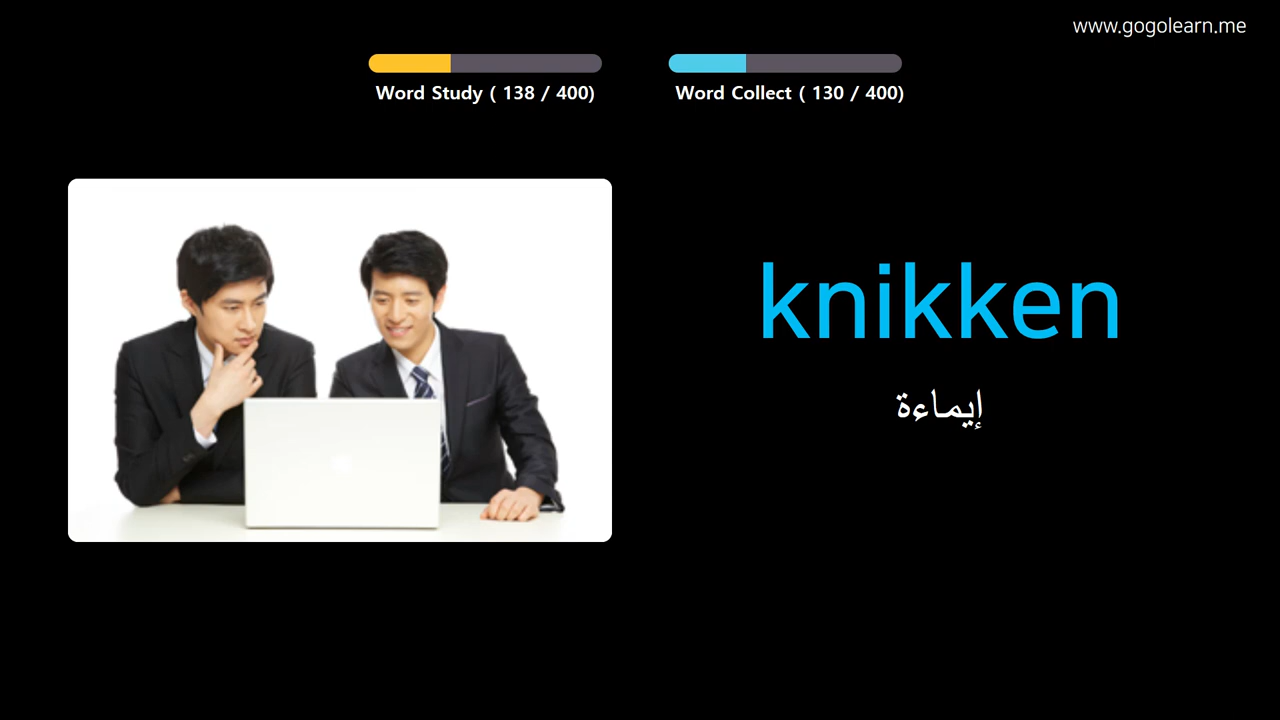 www.gogolearn.me
Word Study ( 138 / 400)
Word Collect ( 130 / 400)
knikken
إيماءة